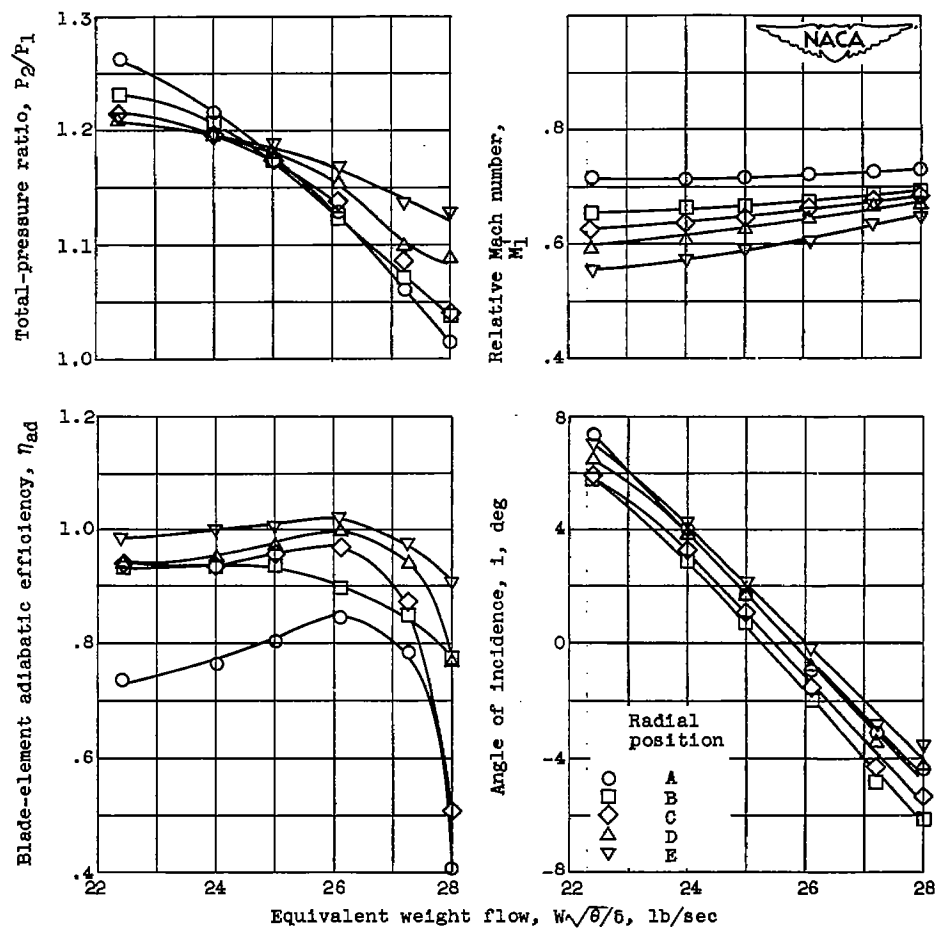 Total-pressure ratio, P2/P1
1.3
1.2
1.1
1.0
NACA
Relative Mach number,
M1'
.8
.6
.4
Blade-element adiabatic efficiency, ηad
1.2
1.0
.8
.6
.4
22
24
26
28
Angle of incidence, i, deg
8
4
0
-4
-8
22
24
26
28
Radial
position
A
B
C
D
E
Equivalent weight flow, W√θ/δ, lb/sec